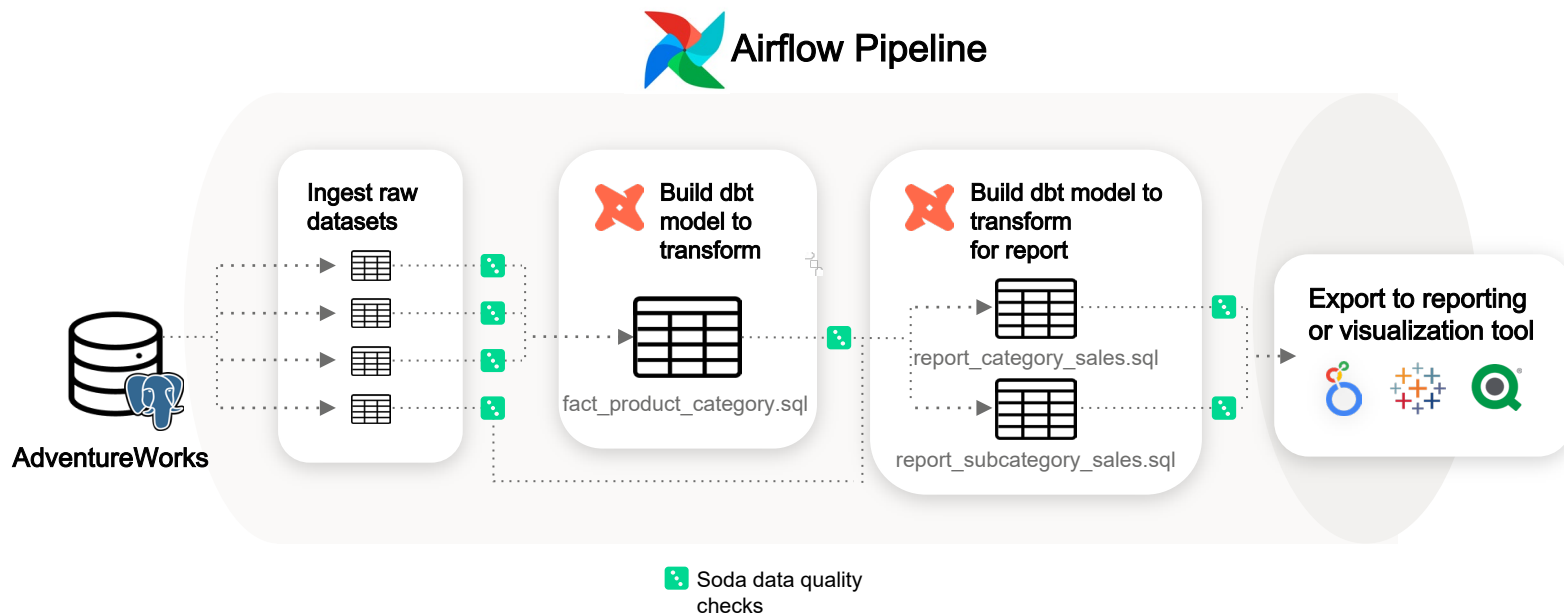 Airflow Pipeline
Ingest raw
datasets
Build dbt
model to
transform
fact_product_category.sql
Build dbt model to
transform
for report
report_category_sales.sql
report_subcategory_sales.sql
Export to reporting
or visualization tool
®
AdventureWorks
Soda data quality
checks